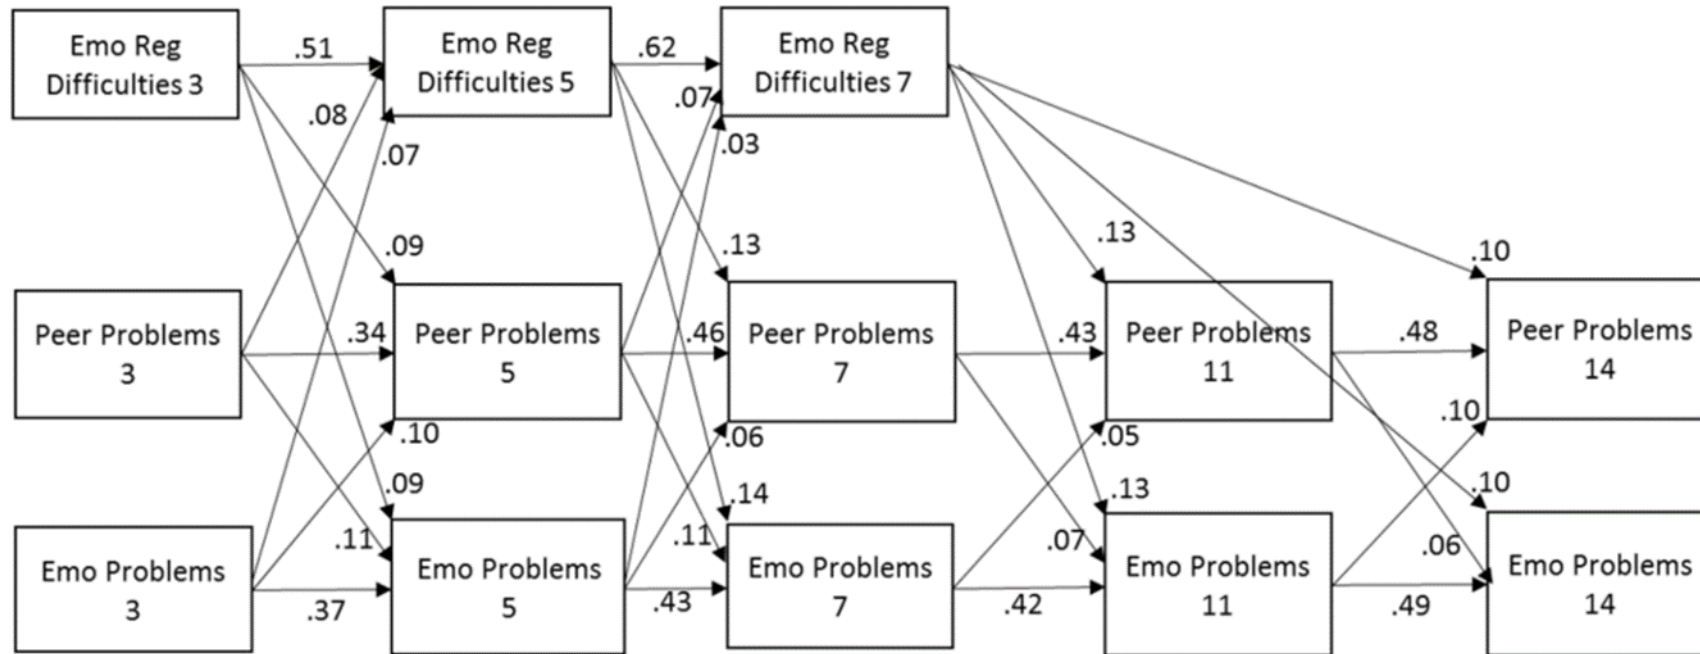 Emo Reg
Difficulties 3
.51
Emo Reg
Difficulties 5
.62
Emo Reg
Difficulties 7
.08
.07
.07
.03
.09
.13
.13
.10
Peer Problems
3
.34
Peer Problems
5
.46
Peer Problems
7
.43
Peer Problems
11
.48
Peer Problems
14
.10
.06
.05
.10
.09
.14
.13
.10
.11
.11
.07
.06
Emo Problems
3
.37
Emo Problems
5
.43
Emo Problems
7
.42
Emo Problems
11
.49
Emo Problems
14